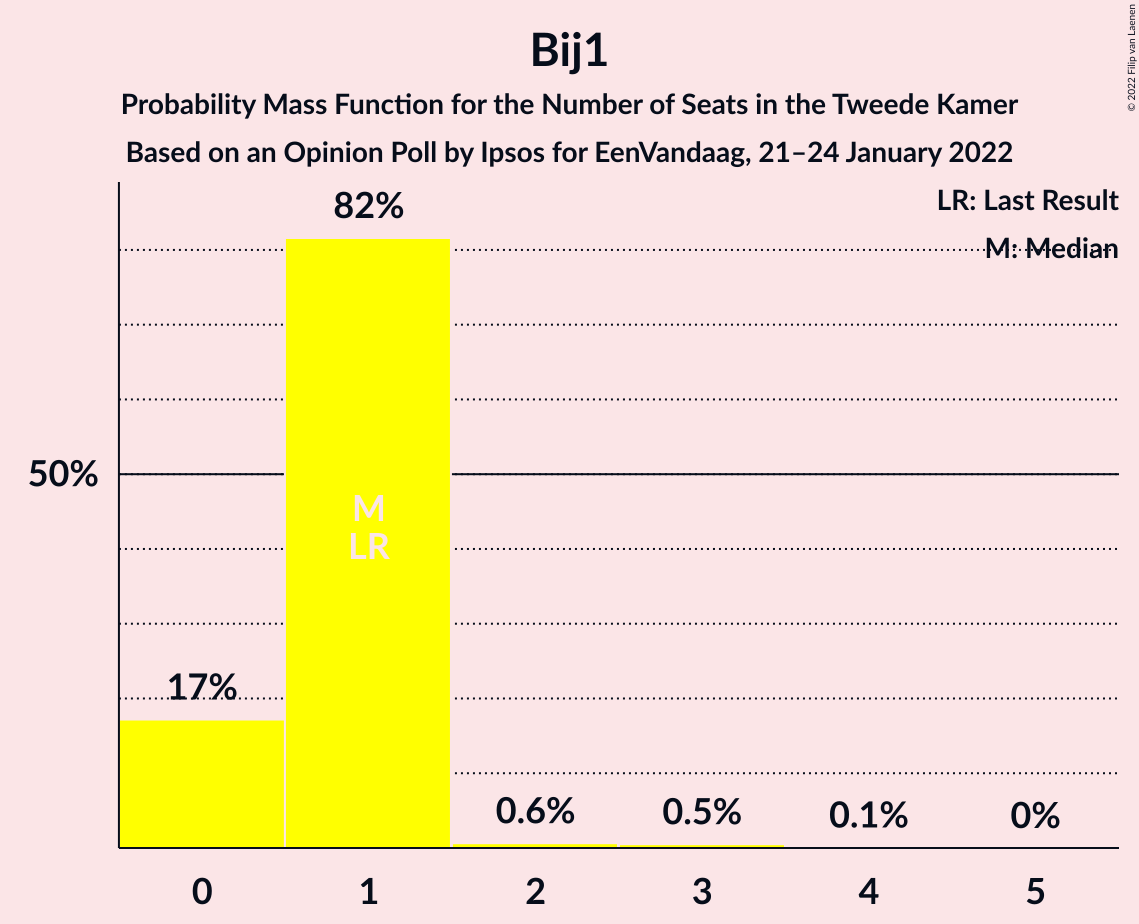 Bij1
Probability Mass Function for the Number of Seats in the Tweede Kamer
Based on an Opinion Poll by Ipsos for EenVandaag, 21–24 January 2022
© 2022 Filip van Laenen
LR: Last Result
M: Median
82%
50%
M
LR
17%
0.6%
0.5%
0.1%
0%
0
1
2
3
4
5